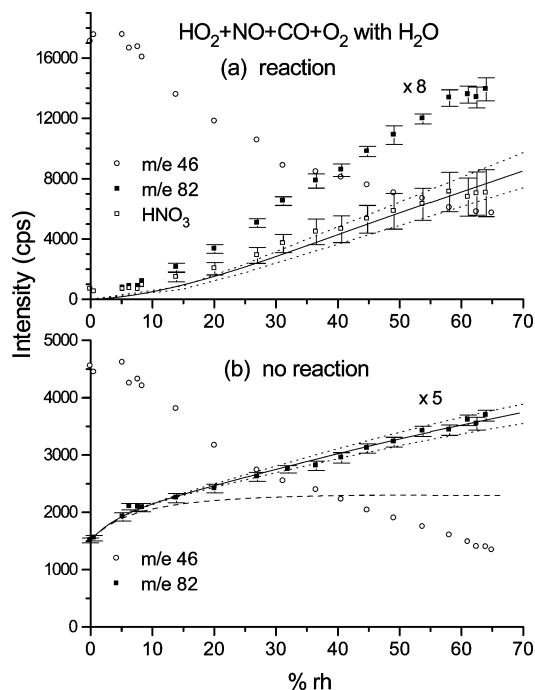 HO₂+NO+CO+O₂ with H₂O
(a) reaction
x 8
m/e 46
m/e 82
HNO₃
16000
12000
8000
4000
0
0 10 20 30 40 50 60 70
Intensity (cps)
(b) no reaction
x 5
m/e 46
m/e 82
5000
4000
3000
2000
1000
0
0 10 20 30 40 50 60 70
% rh